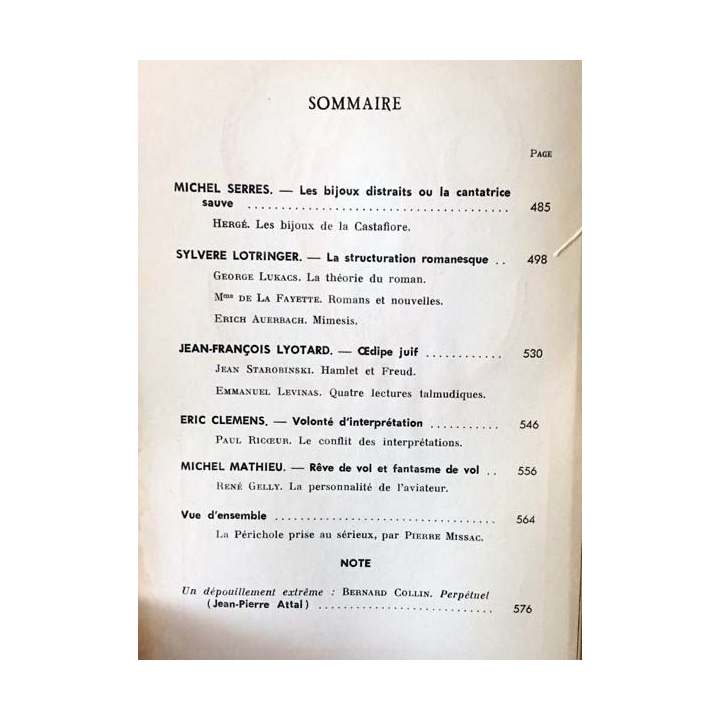 SOMMAIRE
PAGE
MICHEL SERRES. — Les bijoux distraits ou la cantatrice
sauve ........................................ 485
HERGÉ. Les bijoux de la Castafiore.
SYLVERE LOTRINGER. — La structuration romanesque .. 498
GEORGE LUKACS. La théorie du roman.
Mme DE LA FAYETTE. Romans et nouvelles.
ERICH AUERBACH. Mimesis.
JEAN-FRANÇOIS LYOTARD. — Œdipe juif ............ 530
JEAN STAROBINSKI. Hamlet et Freud.
EMMANUEL LEVINAS. Quatre lectures talmudiques.
ERIC CLEMENS. — Volonté d'interprétation ........... 546
PAUL RICŒUR. Le conflit des interprétations.
MICHEL MATHIEU. — Rêve de vol et fantasme de vol .. 556
RENÉ GELLY. La personnalité de l'aviateur.
Vue d'ensemble .................................. 564
La Périchole prise au sérieux, par PIERRE MISSAC.
NOTE
Un dépouillement extrême : BERNARD COLLIN. Perpétuel
(Jean-Pierre Attal) ........................... 576